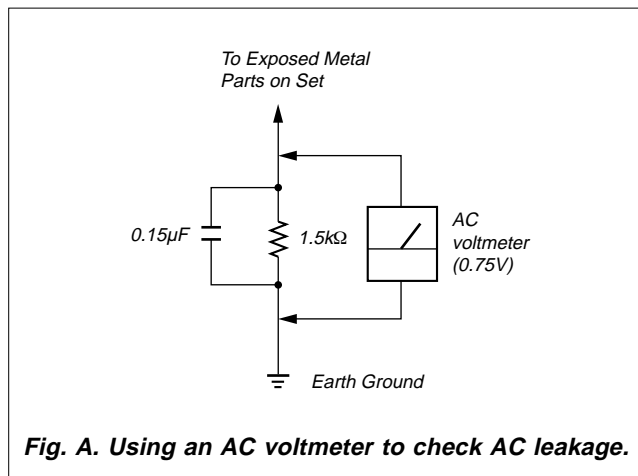 To Exposed Metal
Parts on Set
0.15µF
1.5kΩ
AC
voltmeter
(0.75V)
Earth Ground
Fig. A. Using an AC voltmeter to check AC leakage.